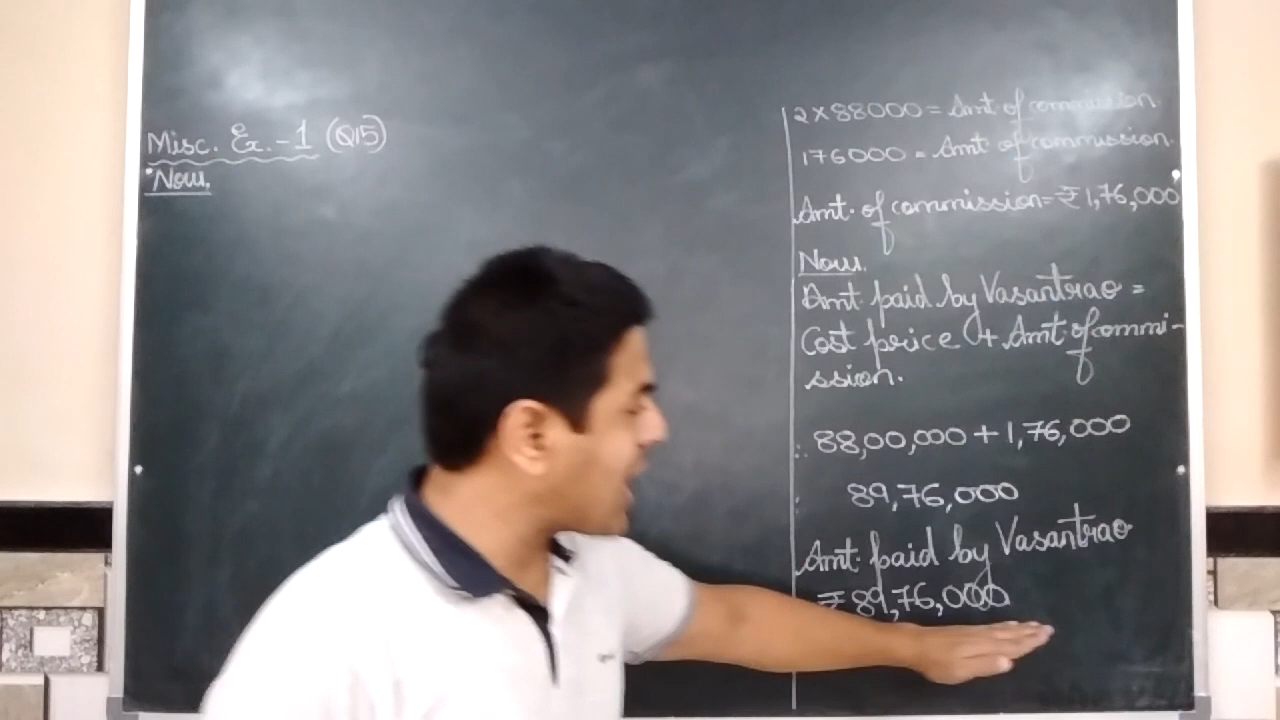 Misc. Ex.-1 (Q15)
Now,
2×88000 = Amt of commission
176000 = Amt of commission.
Amt. of commission=₹1,76,000
Now.
Amt. paid by Vasantrao =
Cost price + Amt. of commi-
ssion.
∴ 88,00,000+1,76,000
: 89,76,000
Amt. paid by Vasantrao
₹89,76,000